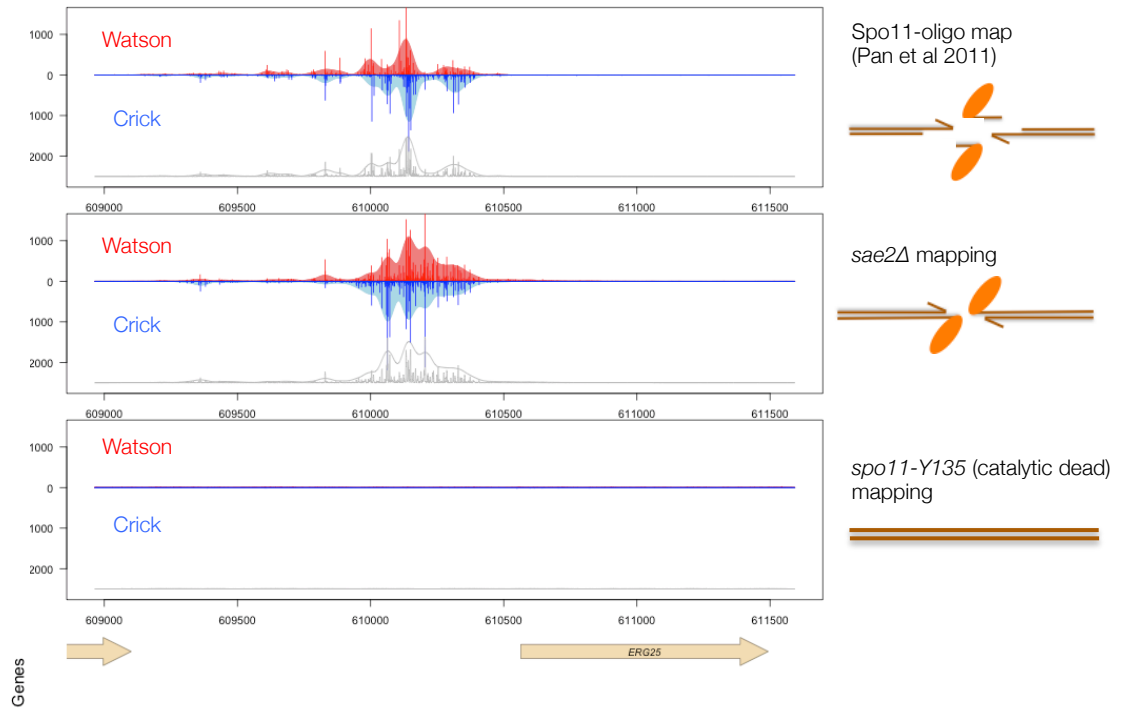 1000
Watson
0
Crick
1000
2000
609000 609500 610000 610500 611000 611500
Spo11-oligo map
(Pan et al 2011)
1000
Watson
0
Crick
1000
2000
609000 609500 610000 610500 611000 611500
sae2Δ mapping
1000
Watson
0
Crick
1000
2000
609000 609500 610000 610500 611000 611500
spo11-Y135 (catalytic dead)
mapping
ERG25
Genes